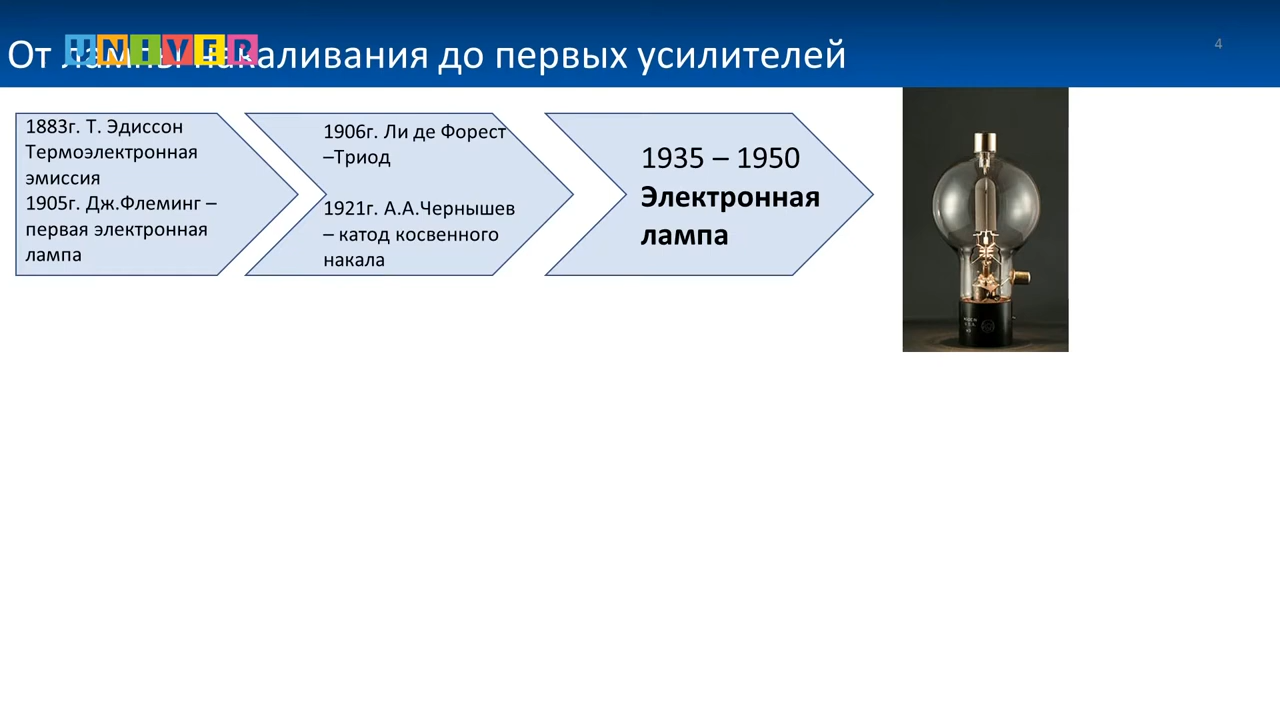 От лампы накаливания до первых усилителей
UNIVER
4
1883г. Т. Эдиссон
Термоэлектронная
эмиссия
1905г. Дж.Флеминг –
первая электронная
лампа
1906г. Ли де Форест
–Триод
1921г. А.А.Чернышев
– катод косвенного
накала
1935 – 1950
Электронная
лампа